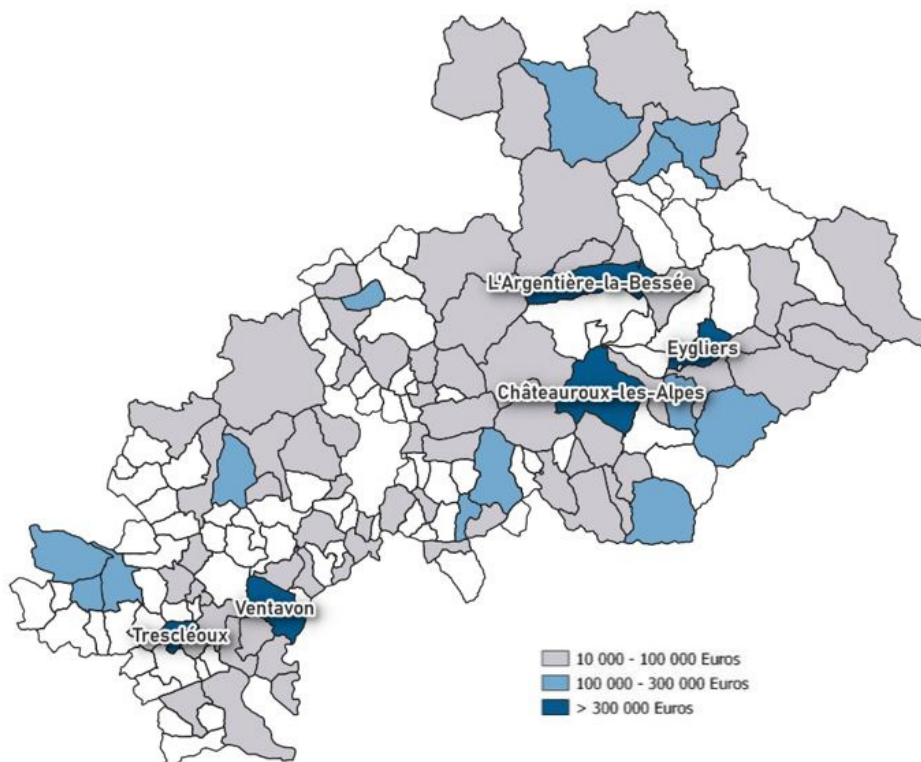 L'Argentière-la-Bessée
Eygliers
Châteauroux-les-Alpes
Ventavon
Trescléoux
10 000 - 100 000 Euros
100 000 - 300 000 Euros
> 300 000 Euros